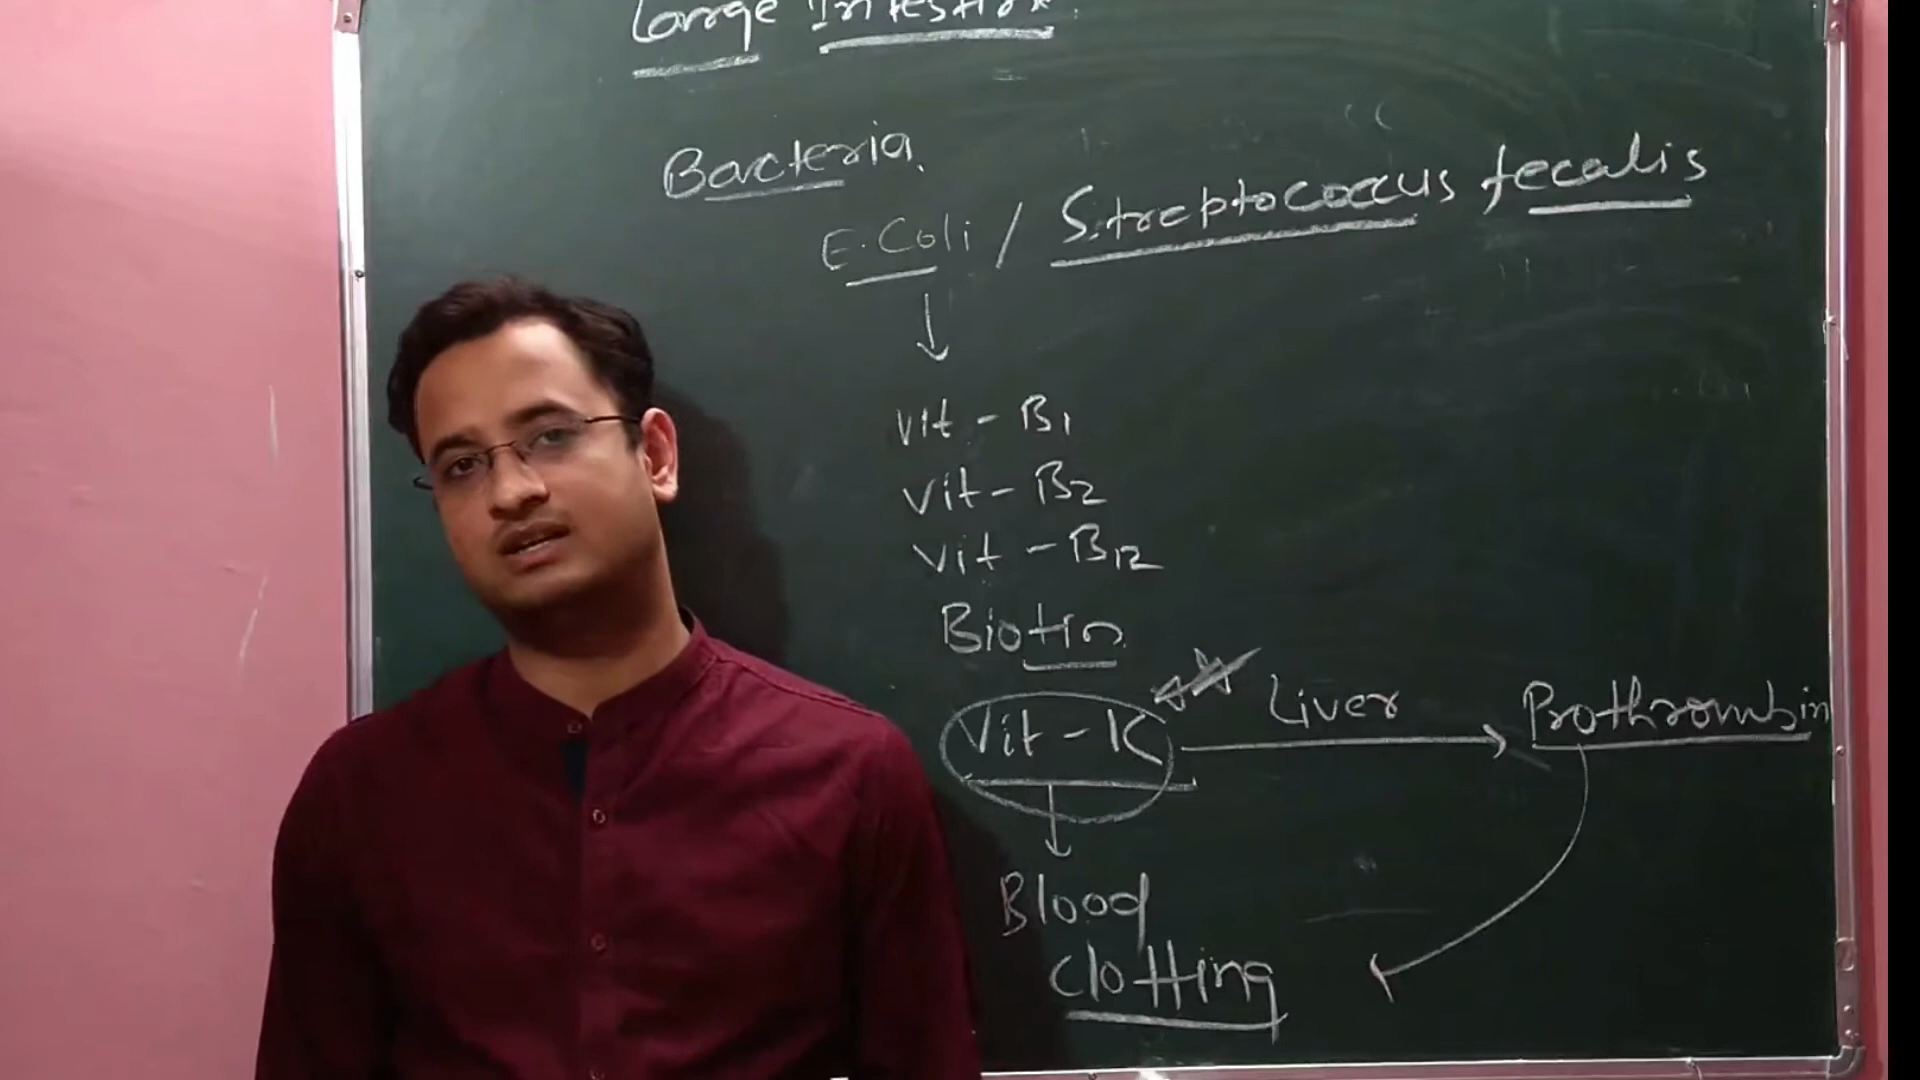 Large Intestine
Bacteria.
E. Coli / Streptococcus fecalis
Vit - B1
Vit - B2
Vit - B12
Biotin
Vit - K Liver Prothrombin
Blood
Clotting